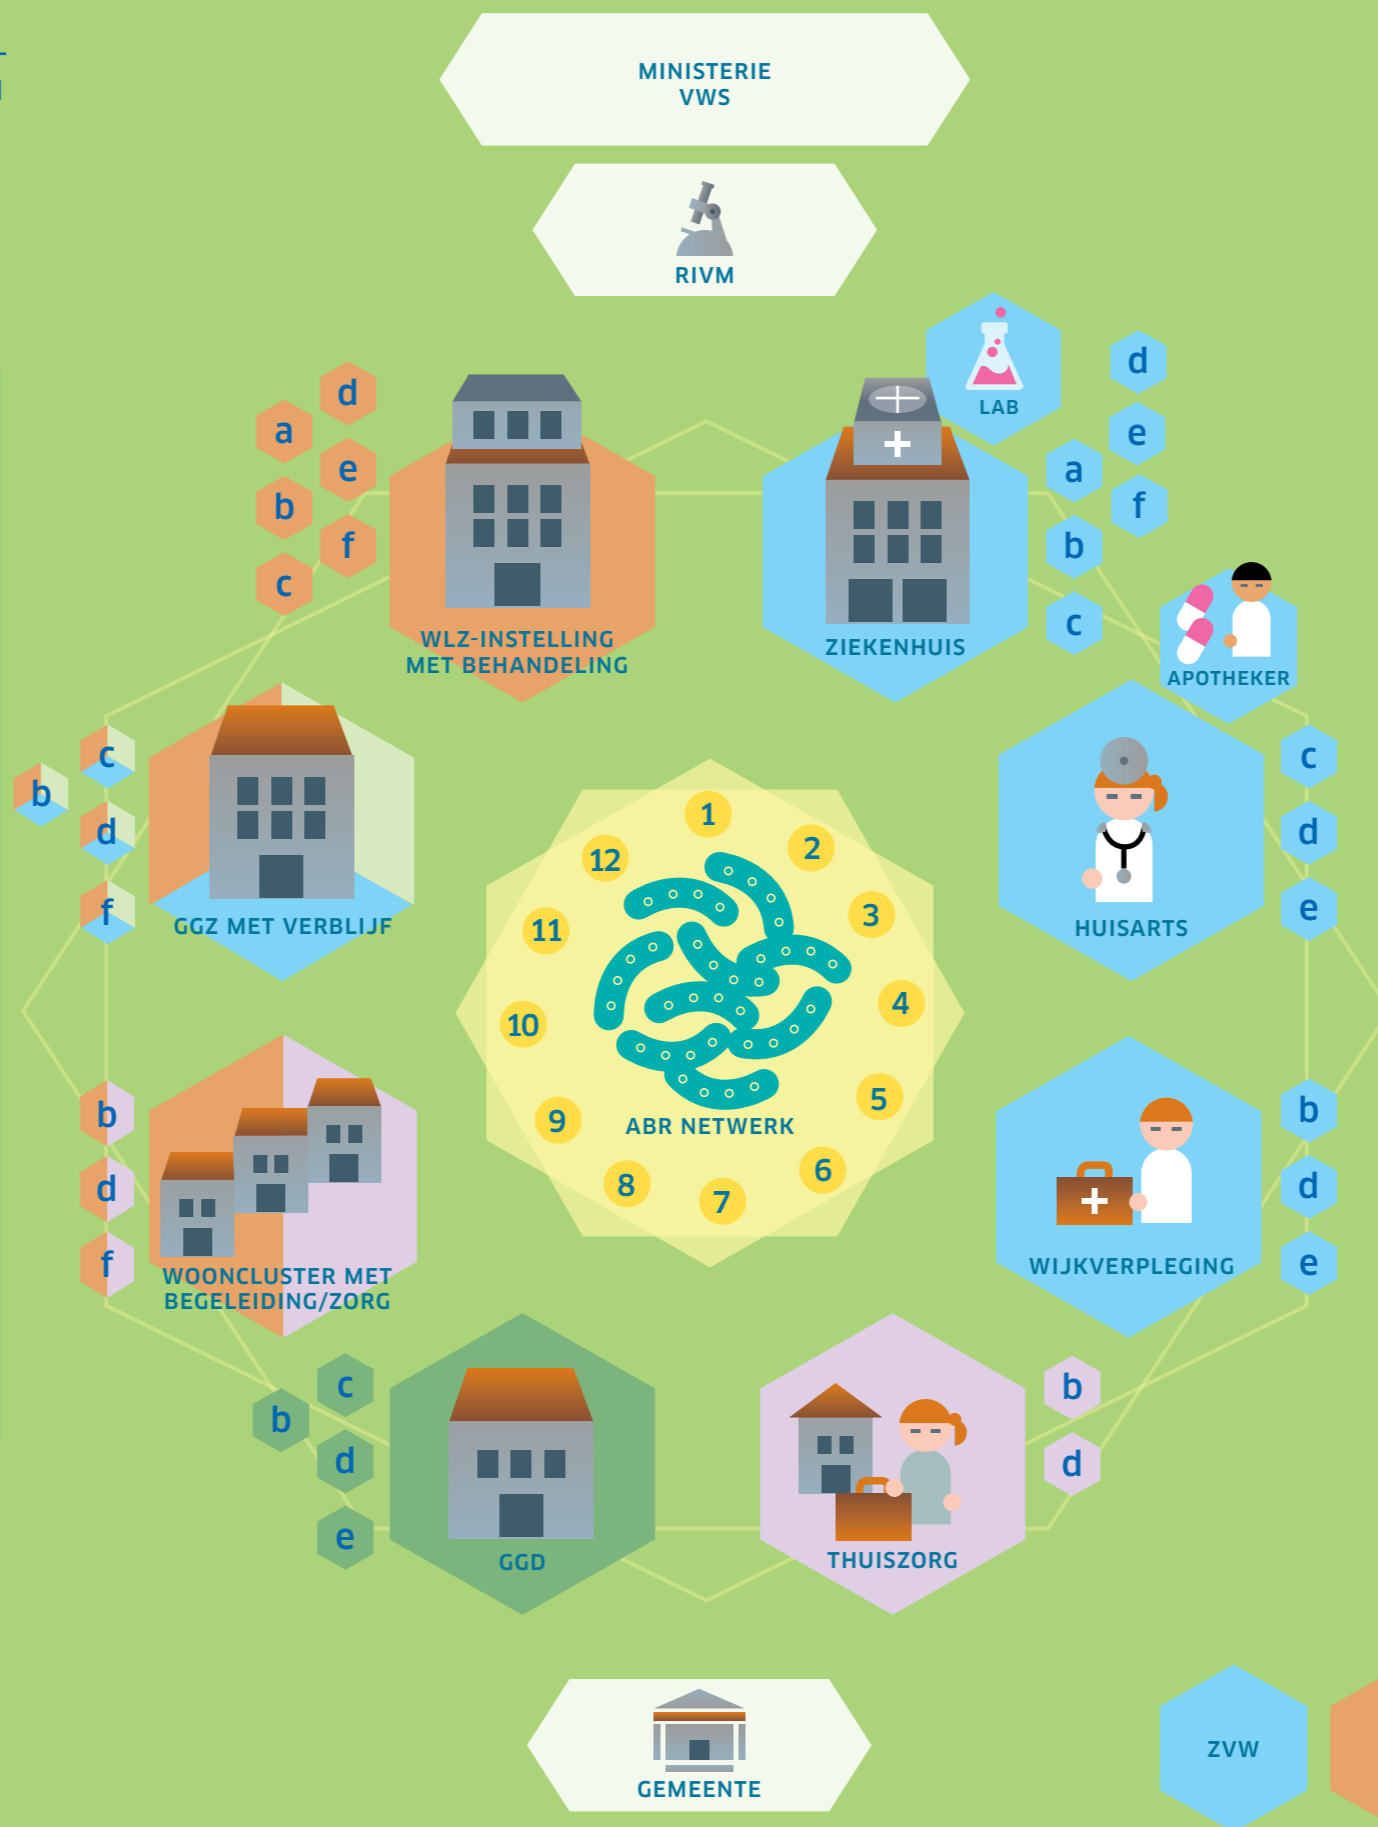 MINISTERIE
VWS
RIVM
LAB
d
a
e
b
f
c
d
e
a
f
b
c
WLZ-INSTELLING
MET BEHANDELING
ZIEKENHUIS
APOTHEKER
c
b
d
f
GGZ MET VERBLIJF
HUISARTS
c
d
e
1
2
3
4
5
6
7
8
9
10
11
12
ABR NETWERK
b
d
f
WOONCLUSTER MET
BEGELEIDING/ZORG
WIJKVERPLEGING
b
d
e
c
b
d
e
GGD
THUISZORG
b
d
GEMEENTE
ZVW